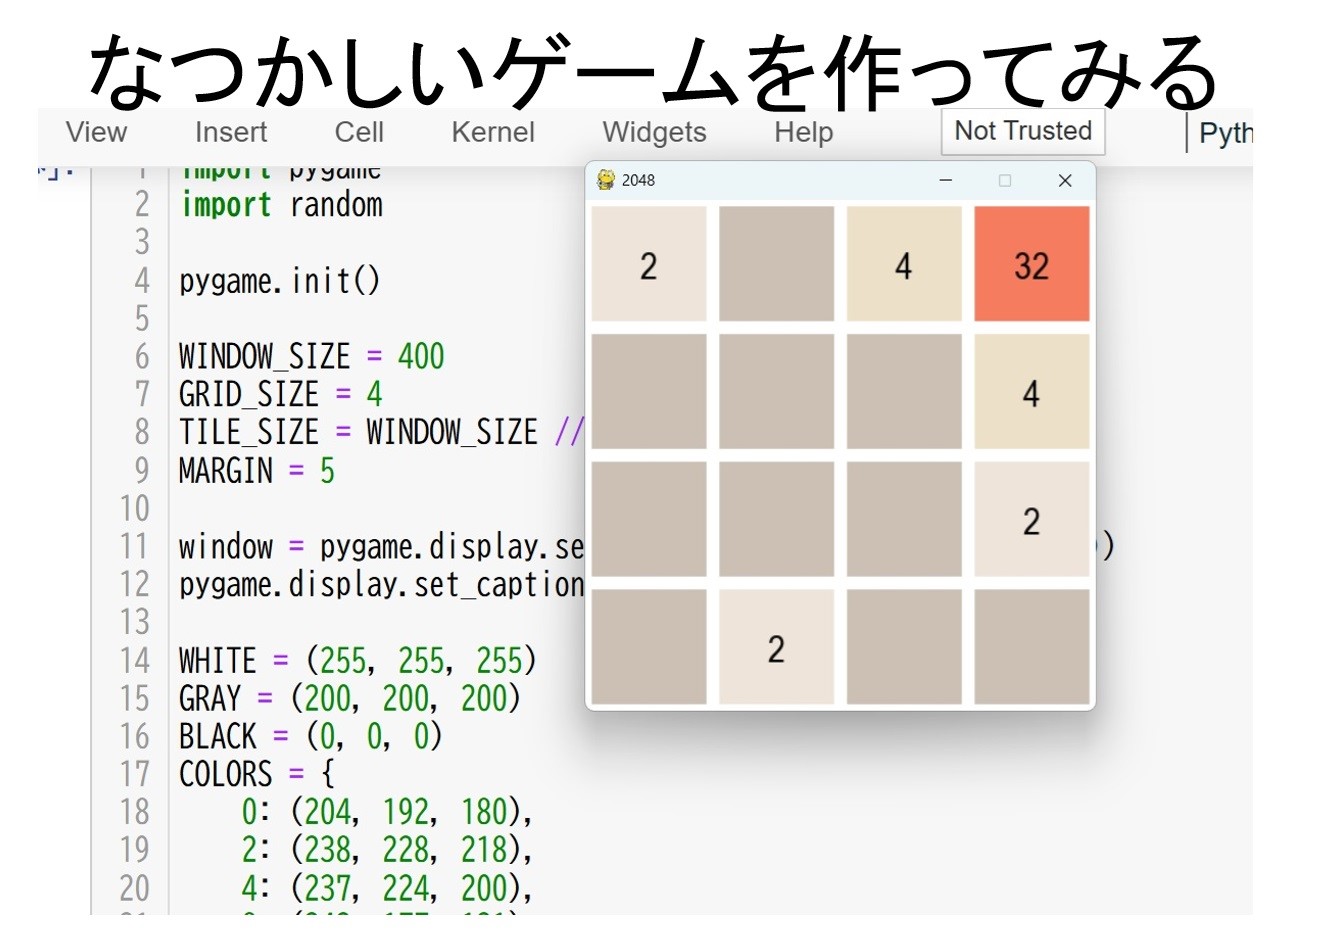 なつかしいゲームを作ってみる
View Insert Cell Kernel Widgets Help Not Trusted
1 import pygame
2 import random
3
4 pygame.init()
5
6 WINDOW_SIZE = 400
7 GRID_SIZE = 4
8 TILE_SIZE = WINDOW_SIZE //
9 MARGIN = 5
10
11 window = pygame.display.se )
12 pygame.display.set_caption
13
14 WHITE = (255, 255, 255)
15 GRAY = (200, 200, 200)
16 BLACK = (0, 0, 0)
17 COLORS = {
18 0: (204, 192, 180),
19 2: (238, 228, 218),
20 4: (237, 224, 200),
2048
2 4 32
4
2
2